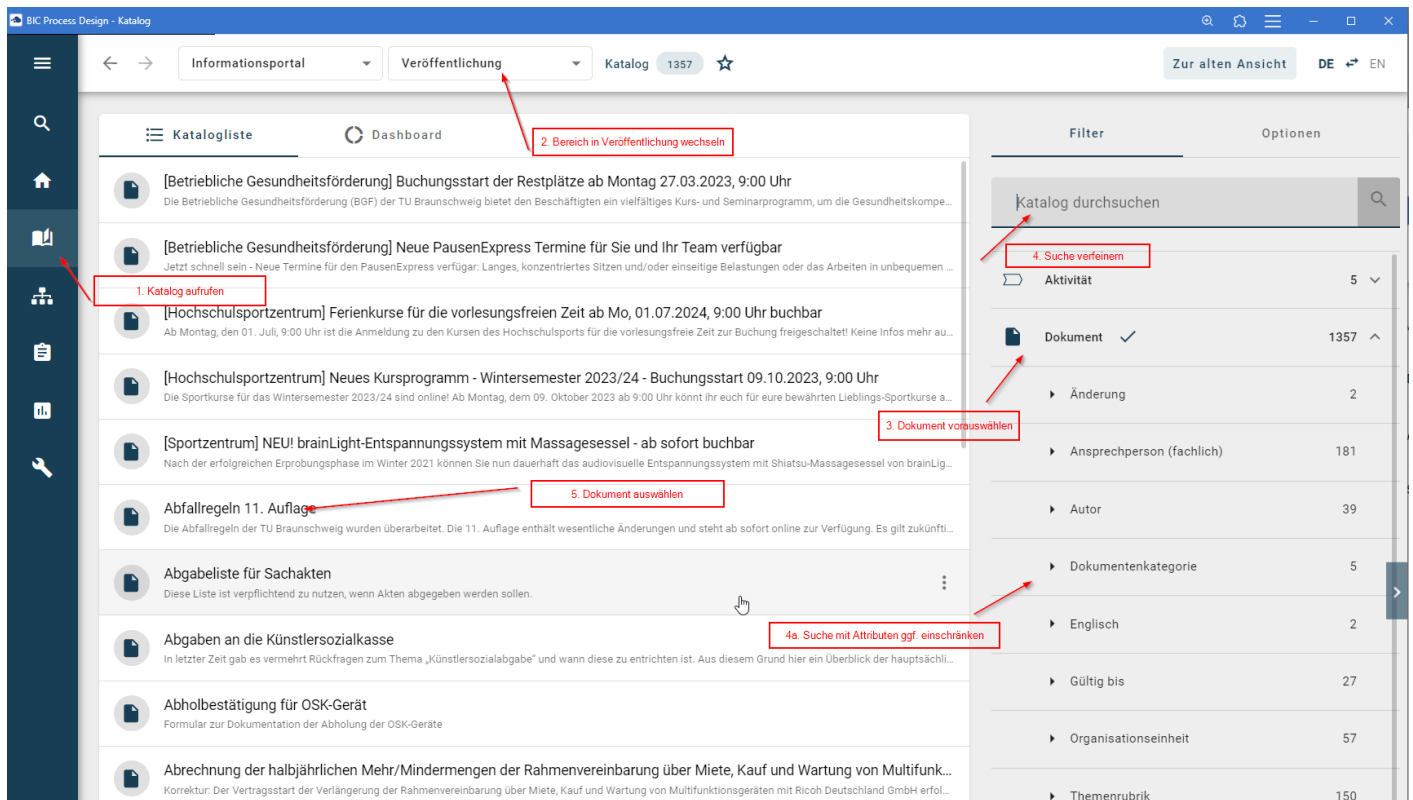 BIC Process Design - Katalog
Informationsportal
Veröffentlichung
Katalog 1357
Zur alten Ansicht
DE EN
Katalogliste
Dashboard
2. Bereich in Veröffentlichung wechseln
Filter
Optionen
[Betriebliche Gesundheitsförderung] Buchungsstart der Restplätze ab Montag 27.03.2023, 9:00 Uhr
Die Betriebliche Gesundheitsförderung (BGF) der TU Braunschweig bietet den Beschäftigten ein vielfältiges Kurs- und Seminarprogramm, um die Gesundheitskompe...
Katalog durchsuchen
[Betriebliche Gesundheitsförderung] Neue PausenExpress Termine für Sie und Ihr Team verfügbar
Jetzt schnell sein - Neue Termine für den PausenExpress verfügar: Langes, konzentriertes Sitzen und/oder einseitige Belastungen oder das Arbeiten in unbequemen ...
4. Suche verfeinern
Aktivität 5
1. Katalog aufrufen
[Hochschulsportzentrum] Ferienkurse für die vorlesungsfreien Zeit ab Mo, 01.07.2024, 9:00 Uhr buchbar
Ab Montag, den 01. Juli, 9:00 Uhr ist die Anmeldung zu den Kursen des Hochschulsports für die vorlesungsfreie Zeit zur Buchung freigeschaltet! Keine Infos mehr au...
Dokument 1357
[Hochschulsportzentrum] Neues Kursprogramm - Wintersemester 2023/24 - Buchungsstart 09.10.2023, 9:00 Uhr
Die Sportkurse für das Wintersemester 2023/24 sind online! Ab Montag, dem 09. Oktober 2023 ab 9:00 Uhr könnt ihr euch für eure bewährten Lieblings-Sportkurse a...
Änderung 2
3. Dokument vorauswählen
[Sportzentrum] NEU! brainLight-Entspannungssystem mit Massagesessel - ab sofort buchbar
Nach der erfolgreichen Erprobungsphase im Winter 2021 können Sie nun dauerhaft das audiovisuelle Entspannungssystem mit Shiatsu-Massagesessel von brainLig...
Ansprechperson (fachlich) 181
5. Dokument auswählen
Abfallregeln 11. Auflage
Die Abfallregeln der TU Braunschweig wurden überarbeitet. Die 11. Auflage enthält wesentliche Änderungen und steht ab sofort online zur Verfügung. Es gilt zukünfti...
Autor 39
Abgabeliste für Sachakten
Diese Liste ist verpflichtend zu nutzen, wenn Akten abgegeben werden sollen.
Dokumentenkategorie 5
4a. Suche mit Attributen ggf. einschränken
Abgaben an die Künstlersozialkasse
In letzter Zeit gab es vermehrt Rückfragen zum Thema „Künstlersozialabgabe“ und wann diese zu entrichten ist. Aus diesem Grund hier ein Überblick der hauptsächli...
Englisch 2
Gültig bis 27
Abholbestätigung für OSK-Gerät
Formular zur Dokumentation der Abholung der OSK-Geräte
Organisationseinheit 57
Abrechnung der halbjährlichen Mehr/Mindermengen der Rahmenvereinbarung über Miete, Kauf und Wartung von Multifunk...
Korrektur: Der Vertragsstart der Verlängerung der Rahmenvereinbarung über Miete, Kauf und Wartung von Multifunktionsgeräten mit Ricoh Deutschland GmbH erfol...
Themenrubrik 150